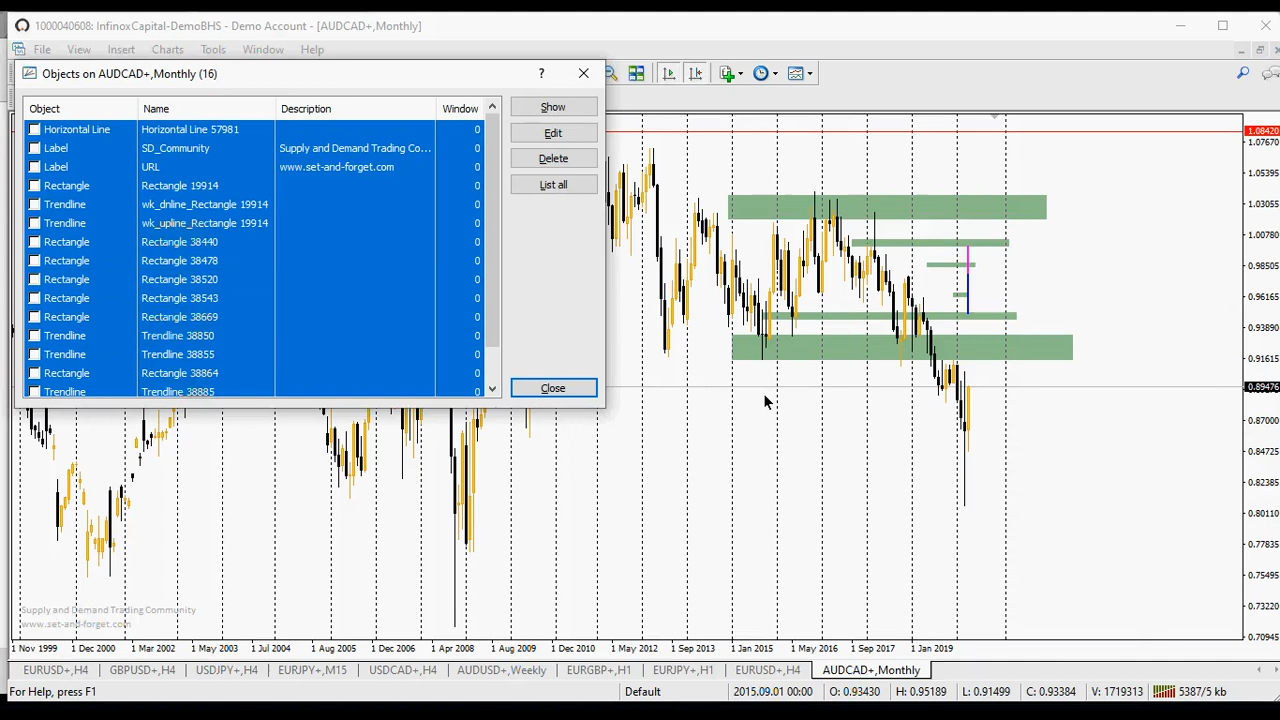 1000040608: InfinoxCapital-DemoBHS - Demo Account - [AUDCAD+,Monthly]
File View Insert Charts Tools Window Help
Objects on AUDCAD+,Monthly (16)
?
Object Name Description Window
Horizontal Line Horizontal Line 57981 0
Label SD_Community Supply and Demand Trading Co... 0
Label URL www.set-and-forget.com 0
Rectangle Rectangle 19914 0
Trendline wk_dnline_Rectangle 19914 0
Trendline wk_upline_Rectangle 19914 0
Rectangle Rectangle 38440 0
Rectangle Rectangle 38478 0
Rectangle Rectangle 38520 0
Rectangle Rectangle 38543 0
Rectangle Rectangle 38669 0
Trendline Trendline 38850 0
Trendline Trendline 38855 0
Rectangle Rectangle 38864 0
Trendline Trendline 38885 0
Show
Edit
Delete
List all
Close
1.08420
1.07670
1.05395
1.03055
1.00780
0.98505
0.96165
0.93890
0.91615
0.89476
0.87000
0.84725
0.82385
0.80110
0.77835
0.75495
0.73220
0.70945
Supply and Demand Trading Community
www.set-and-forget.com
1 Nov 1999 1 Dec 2000 1 Mar 2002 1 May 2003 1 Jul 2004 1 Aug 2005 1 Dec 2006 1 Apr 2008 1 Aug 2009 1 Dec 2010 1 May 2012 1 Sep 2013 1 Jan 2015 1 May 2016 1 Sep 2017 1 Jan 2019
EURUSD+,H4 GBPUSD+,H4 USDJPY+,H4 EURJPY+,M15 USDCAD+,H4 AUDUSD+,Weekly EURGBP+,H1 EURJPY+,H1 EURUSD+,H4 AUDCAD+,Monthly
For Help, press F1 Default 2015.09.01 00:00 O: 0.93430 H: 0.95189 L: 0.91499 C: 0.93384 V: 1719313 5387/5 kb